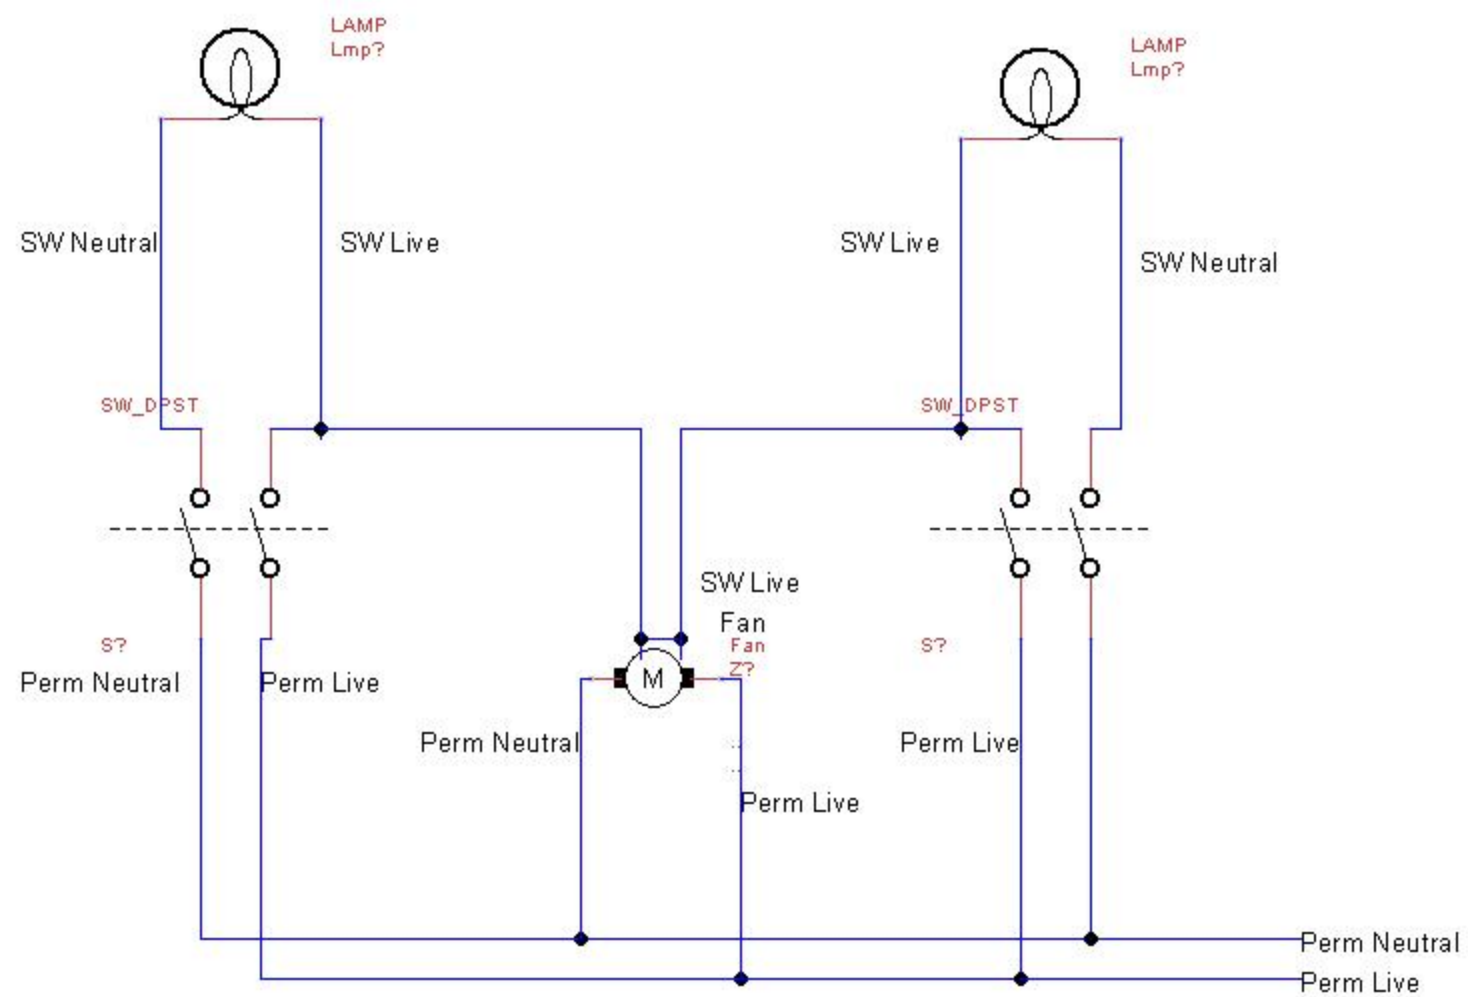 LAMP
Lmp?
LAMP
Lmp?
SW Neutral
SW Live
SW Live
SW Neutral
SW_DPST
SW_DPST
SW Live
Fan
S?
Fan
Z?
S?
Perm Neutral
Perm Live
M
Perm Neutral
Perm Live
Perm Live
Perm Neutral
Perm Live